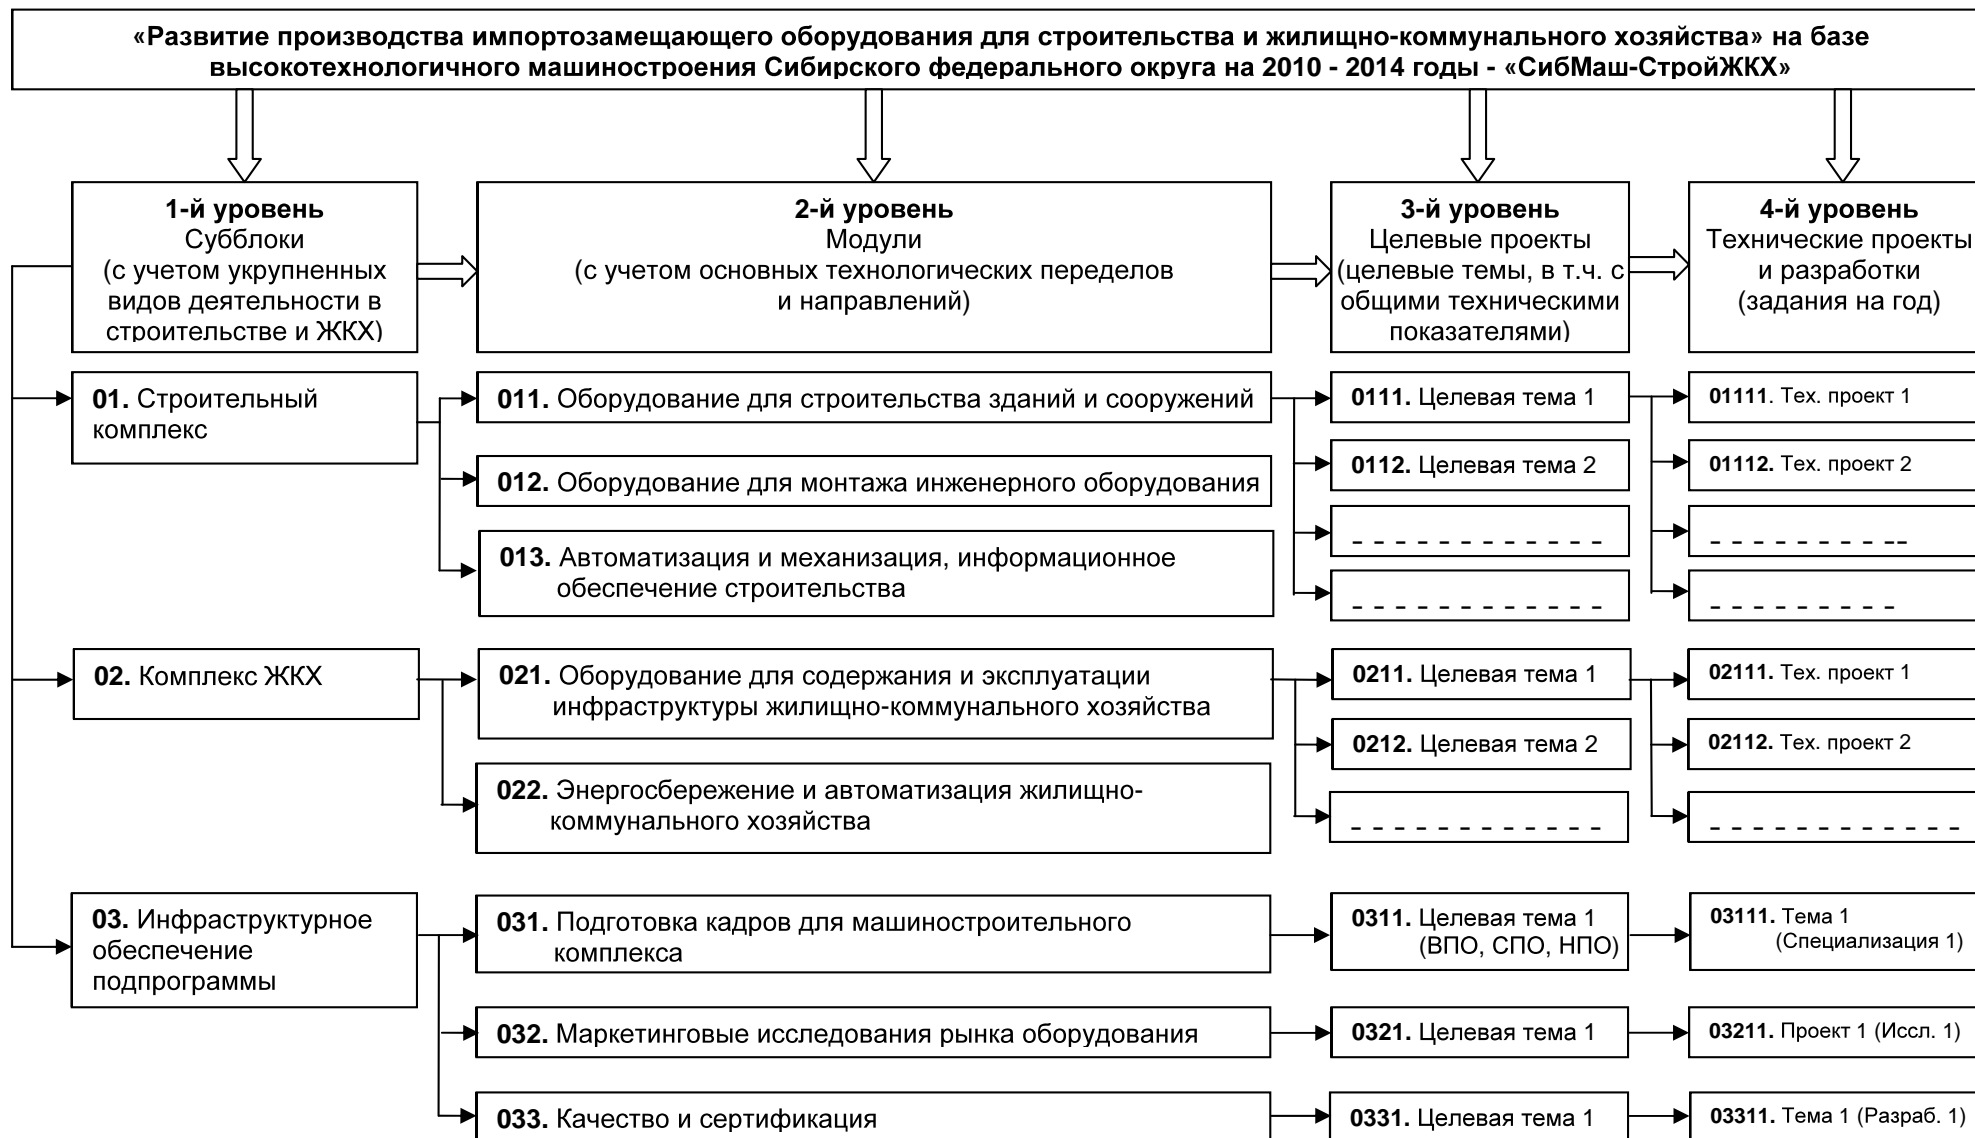 «Развитие производства импортозамещающего оборудования для строительства и жилищно-коммунального хозяйства» на базе
высокотехнологичного машиностроения Сибирского федерального округа на 2010 - 2014 годы - «СибМаш-СтройЖКХ»
1-й уровень
Субблоки
(с учетом укрупненных
видов деятельности в
строительстве и ЖКХ)
2-й уровень
Модули
(с учетом основных технологических переделов
и направлений)
3-й уровень
Целевые проекты
(целевые темы, в т.ч. с
общими техническими
показателями)
4-й уровень
Технические проекты
и разработки
(задания на год)
01. Строительный
комплекс
011. Оборудование для строительства зданий и сооружений
0111. Целевая тема 1
01111. Тех. проект 1
0112. Целевая тема 2
01112. Тех. проект 2
012. Оборудование для монтажа инженерного оборудования
_ _ _ _ _ _ _ _ _ _ _ _
_ _ _ _ _ _ _ _ _ __
013. Автоматизация и механизация, информационное
обеспечение строительства
_ _ _ _ _ _ _ _ _ _ _ _
_ _ _ _ _ _ _ _ _
02. Комплекс ЖКХ
021. Оборудование для содержания и эксплуатации
инфраструктуры жилищно-коммунального хозяйства
0211. Целевая тема 1
02111. Тех. проект 1
0212. Целевая тема 2
02112. Тех. проект 2
022. Энергосбережение и автоматизация жилищно-
коммунального хозяйства
_ _ _ _ _ _ _ _ _ _ _ _
_ _ _ _ _ _ _ _ _ _ _ _
03. Инфраструктурное
обеспечение
подпрограммы
031. Подготовка кадров для машиностроительного
комплекса
0311. Целевая тема 1
(ВПО, СПО, НПО)
03111. Тема 1
(Специализация 1)
032. Маркетинговые исследования рынка оборудования
0321. Целевая тема 1
03211. Проект 1 (Иссл. 1)
033. Качество и сертификация
0331. Целевая тема 1
03311. Тема 1 (Разраб. 1)